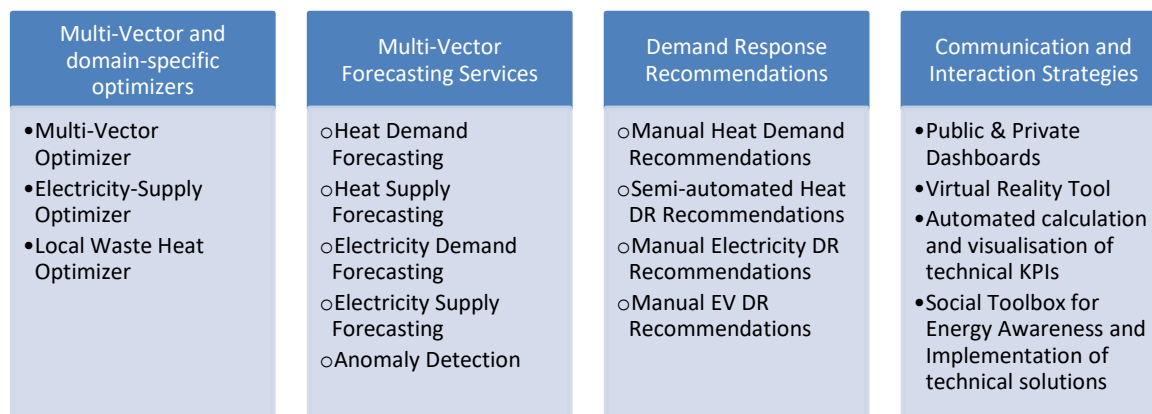 Multi-Vector and
domain-specific
optimizers
•Multi-Vector
Optimizer
•Electricity-Supply
Optimizer
•Local Waste Heat
Optimizer
Multi-Vector
Forecasting Services
oHeat Demand
Forecasting
oHeat Supply
Forecasting
oElectricity Demand
Forecasting
oElectricity Supply
Forecasting
oAnomaly Detection
Demand Response
Recommendations
oManual Heat Demand
Recommendations
oSemi-automated Heat
DR Recommendations
oManual Electricity DR
Recommendations
oManual EV DR
Recommendations
Communication and
Interaction Strategies
•Public & Private
Dashboards
•Virtual Reality Tool
•Automated calculation
and visualisation of
technical KPIs
•Social Toolbox for
Energy Awareness and
Implementation of
technical solutions